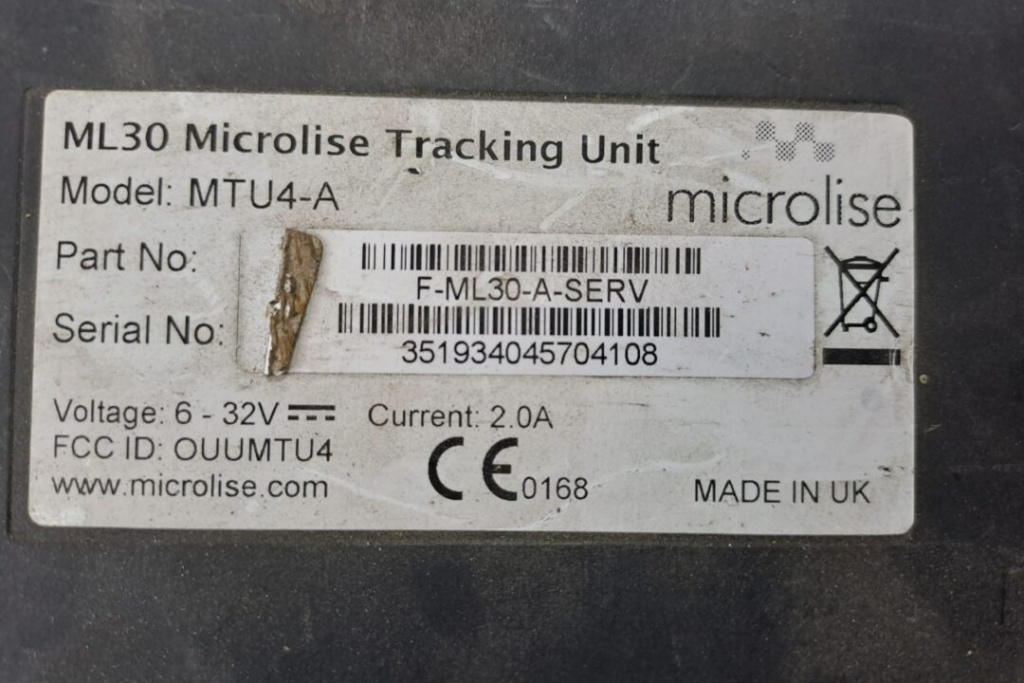 ML30 Microlise Tracking Unit
microlise
Model: MTU4-A
Part No:
F-ML30-A-SERV
Serial No:
351934045704108
Voltage: 6 - 32V Current: 2.0A
FCC ID: OUUMTU4
www.microlise.com
CE0168
MADE IN UK